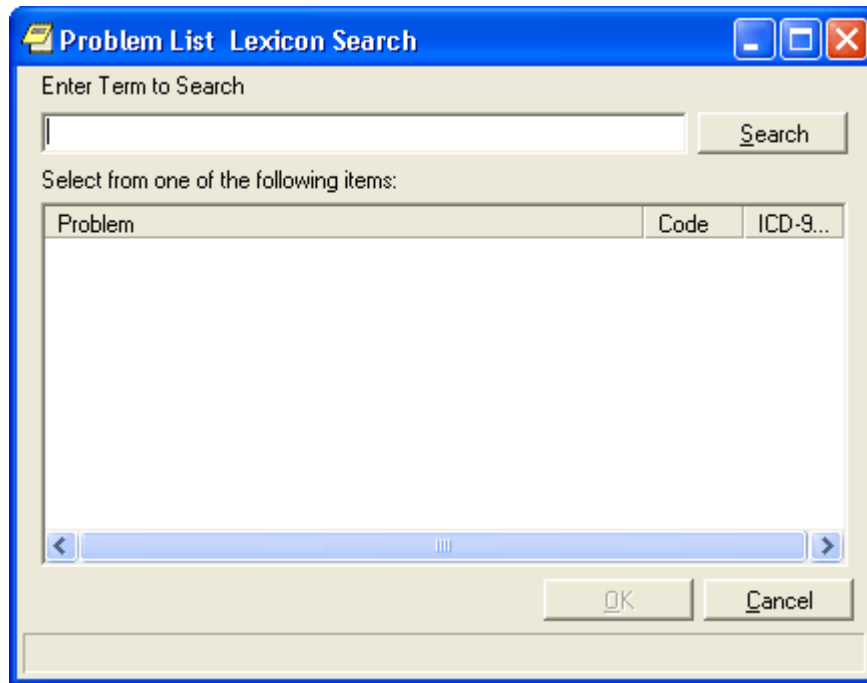 Problem List  Lexicon Search
Enter Term to Search
Search
Select from one of the following items:
Problem Code ICD-9...
OK Cancel